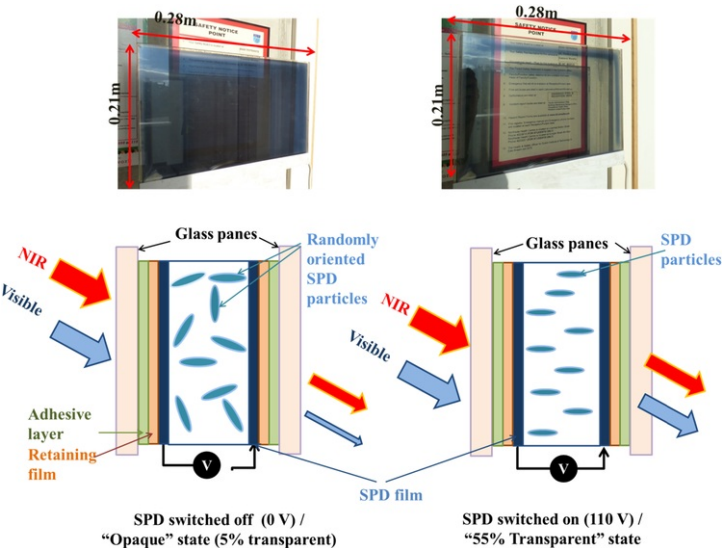 0.28m
0.21m
SAFETY NOTICE
POINT
0.28m
0.21m
SAFETY NOTICE
POINT
Glass panes
NIR
Visible
Randomly
oriented
SPD
particles
Adhesive
layer
Retaining
film
V
SPD switched off (0 V) /
“Opaque” state (5% transparent)
Glass panes
SPD
particles
NIR
Visible
V
SPD film
SPD switched on (110 V) /
“55% Transparent” state